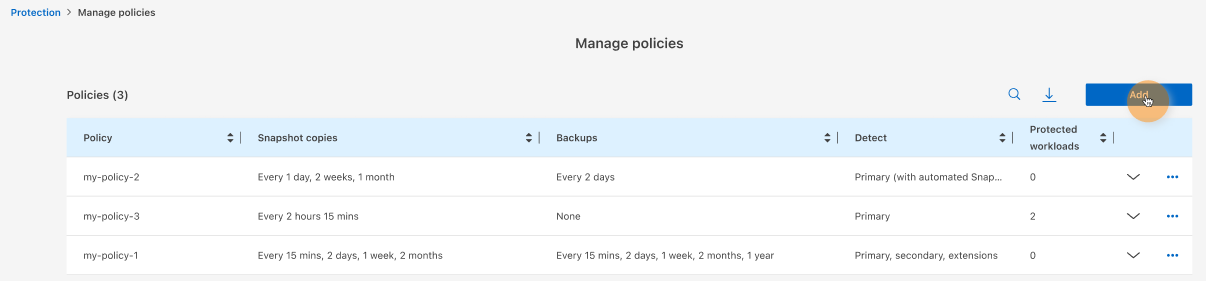 Protection > Manage policies
Manage policies
Policies (3)
Add
Policy Snapshot copies Backups Detect Protected workloads
my-policy-2 Every 1 day, 2 weeks, 1 month Every 2 days Primary (with automated Snap... 0
my-policy-3 Every 2 hours 15 mins None Primary 2
my-policy-1 Every 15 mins, 2 days, 1 week, 2 months Every 15 mins, 2 days, 1 week, 2 months, 1 year Primary, secondary, extensions 0